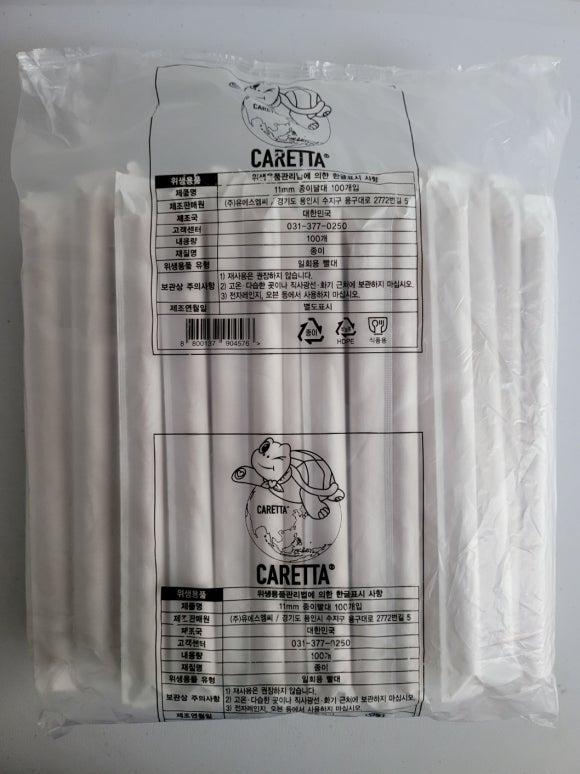 CARETTA
CARETTA®
위생용품 위생용품관리법에 의한 한글표시 사항
제품명 11mm 종이빨대 100개입
제조판매원 (주)유에스엠씨 / 경기도 용인시 수지구 용구대로 2772번길 5
제조국 대한민국
고객센터 031-377-0250
내용량 100개
재질명 종이
위생용품 유형 일회용 빨대
보관상 주의사항 1) 재사용은 권장하지 않습니다.
2) 고온·다습한 곳이나 직사광선·화기 근처에 보관하지 마십시오.
3) 전자레인지, 오븐 등에서 사용하지 마십시오.
제조연월일 별도표시
8 800137 904576 >
종이
HDPE
식품용
CARETTA
CARETTA®
위생용품 위생용품관리법에 의한 한글표시 사항
제품명 11mm 종이빨대 100개입
제조판매원 (주)유에스엠씨 / 경기도 용인시 수지구 용구대로 2772번길 5
제조국 대한민국
고객센터 031-377-0250
내용량 100개
재질명 종이
위생용품 유형 일회용 빨대
보관상 주의사항 1) 재사용은 권장하지 않습니다.
2) 고온·다습한 곳이나 직사광선·화기 근처에 보관하지 마십시오.
3) 전자레인지, 오븐 등에서 사용하지 마십시오.
제조연월일